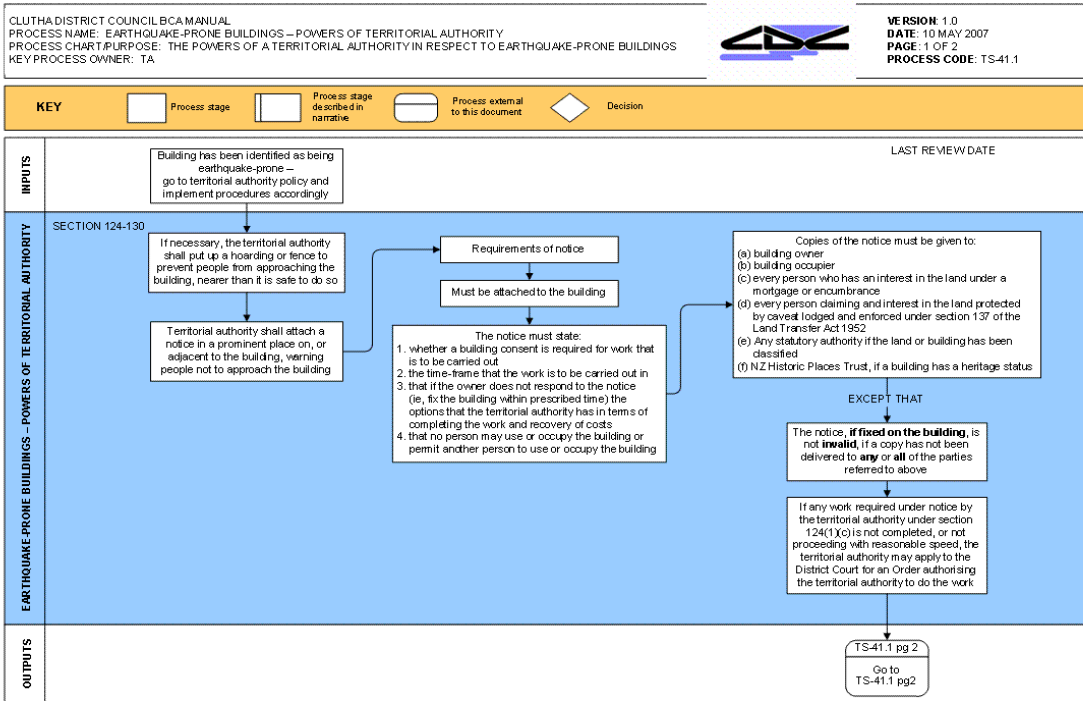 CLUTHA DISTRICT COUNCIL BCA MANUAL
PROCESS NAME: EARTHQUAKE-PRONE BUILDINGS – POWERS OF TERRITORIAL AUTHORITY
PROCESS CHART/PURPOSE: THE POWERS OF A TERRITORIAL AUTHORITY IN RESPECT TO EARTHQUAKE-PRONE BUILDINGS
KEY PROCESS OWNER: TA
CDC
VERSION: 1.0
DATE: 10 MAY 2007
PAGE: 1 OF 2
PROCESS CODE: TS-41.1
KEY
Process stage
Process stage
described in
narrative
Process external
to this document
Decision
INPUTS
Building has been identified as being
earthquake-prone –
go to territorial authority policy and
implement procedures accordingly
LAST REVIEW DATE
EARTHQUAKE-PRONE BUILDINGS – POWERS OF TERRITORIAL AUTHORITY
SECTION 124-130
If necessary, the territorial authority
shall put up a hoarding or fence to
prevent people from approaching the
building, nearer than it is safe to do so
Territorial authority shall attach a
notice in a prominent place on, or
adjacent to the building, warning
people not to approach the building
Requirements of notice
Must be attached to the building
The notice must state:
1. whether a building consent is required for work that
is to be carried out
2. the time-frame that the work is to be carried out in
3. that if the owner does not respond to the notice
(ie, fix the building within prescribed time) the
options that the territorial authority has in terms of
completing the work and recovery of costs
4. that no person may use or occupy the building or
permit another person to use or occupy the building
Copies of the notice must be given to:
(a) building owner
(b) building occupier
(c) every person who has an interest in the land under a
mortgage or encumbrance
(d) every person claiming and interest in the land protected
by caveat lodged and enforced under section 137 of the
Land Transfer Act 1952
(e) Any statutory authority if the land or building has been
classified
(f) NZ Historic Places Trust, if a building has a heritage status
EXCEPT THAT
The notice, if fixed on the building, is
not invalid, if a copy has not been
delivered to any or all of the parties
referred to above
If any work required under notice by
the territorial authority under section
124(1)(c) is not completed, or not
proceeding with reasonable speed, the
territorial authority may apply to the
District Court for an Order authorising
the territorial authority to do the work
OUTPUTS
TS-41.1 pg 2
Go to
TS-41.1 pg2